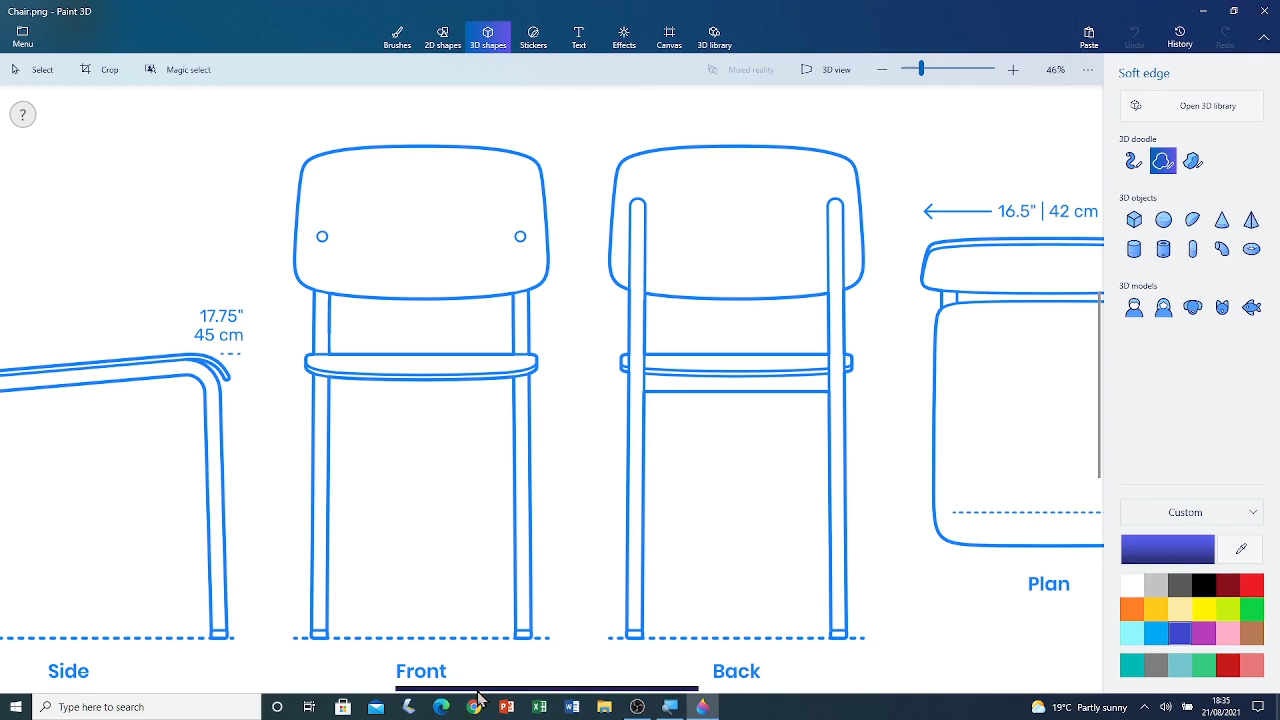 Chair.png - Paint 3D
Menu
Brushes
2D shapes
3D shapes
Stickers
Text
Effects
Canvas
3D library
Paste
Undo
History
Redo
Select
Crop
Magic select
Mixed reality
3D view
46%
Soft edge
?
Open 3D library
3D doodle
3D objects
16.5" | 42 cm
3D models
17.75"
45 cm
Custom
Plan
Side
Front
Back
Type here to search
19°C Partly sunny
18:35
21/08/2021